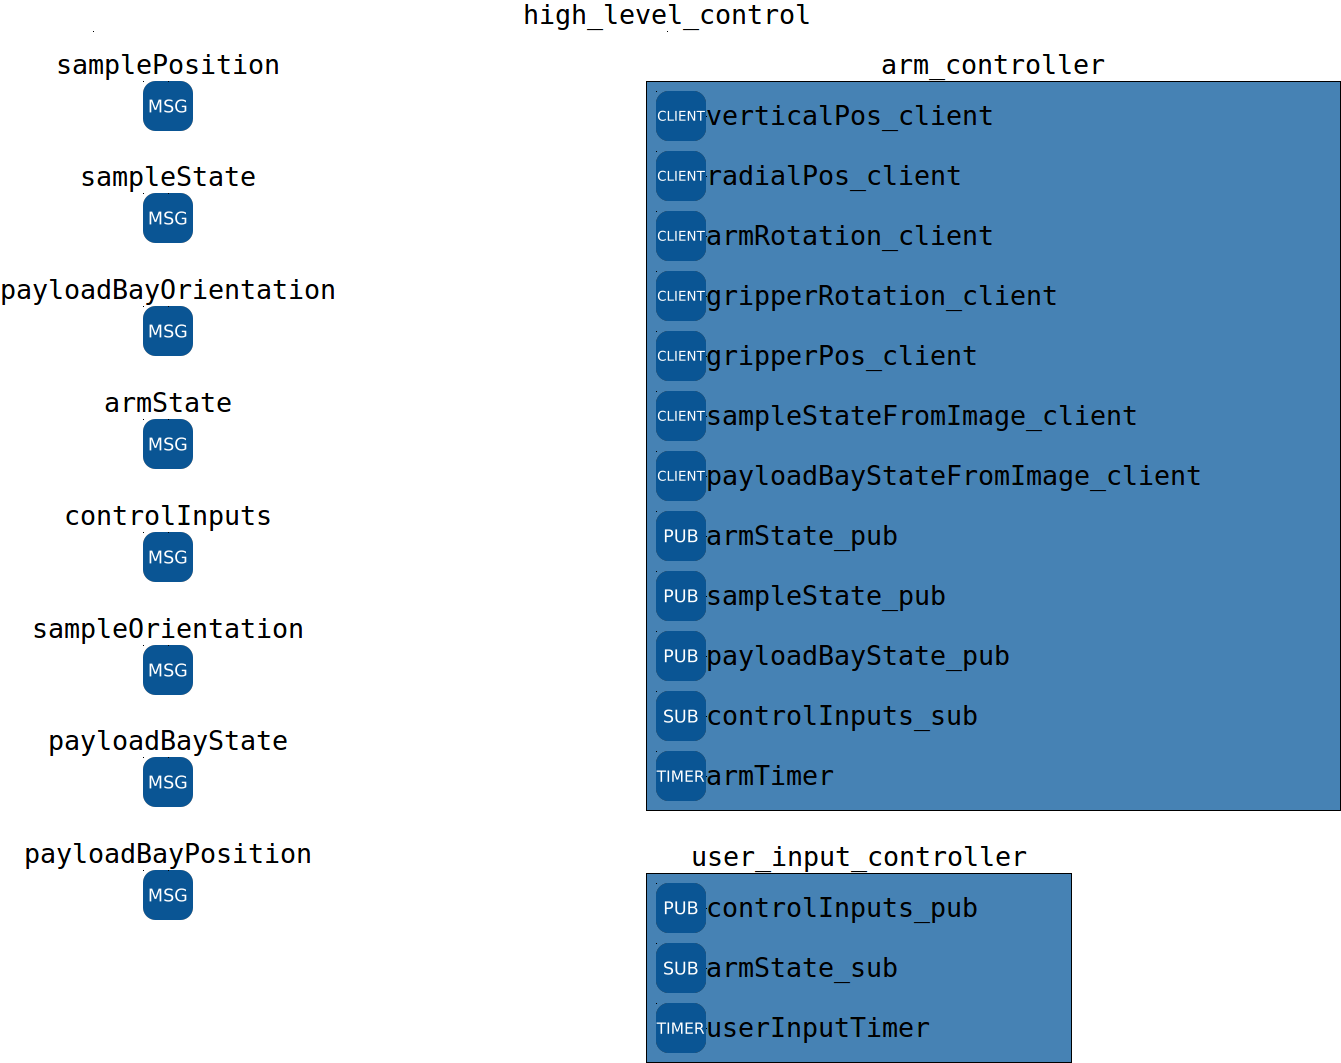 high_level_control
samplePosition
MSG
sampleState
MSG
payloadBayOrientation
MSG
armState
MSG
controlInputs
MSG
sampleOrientation
MSG
payloadBayState
MSG
payloadBayPosition
MSG
arm_controller
CLIENT verticalPos_client
CLIENT radialPos_client
CLIENT armRotation_client
CLIENT gripperRotation_client
CLIENT gripperPos_client
CLIENT sampleStateFromImage_client
CLIENT payloadBayStateFromImage_client
PUB armState_pub
PUB sampleState_pub
PUB payloadBayState_pub
SUB controlInputs_sub
TIMER armTimer
user_input_controller
PUB controlInputs_pub
SUB armState_sub
TIMER userInputTimer